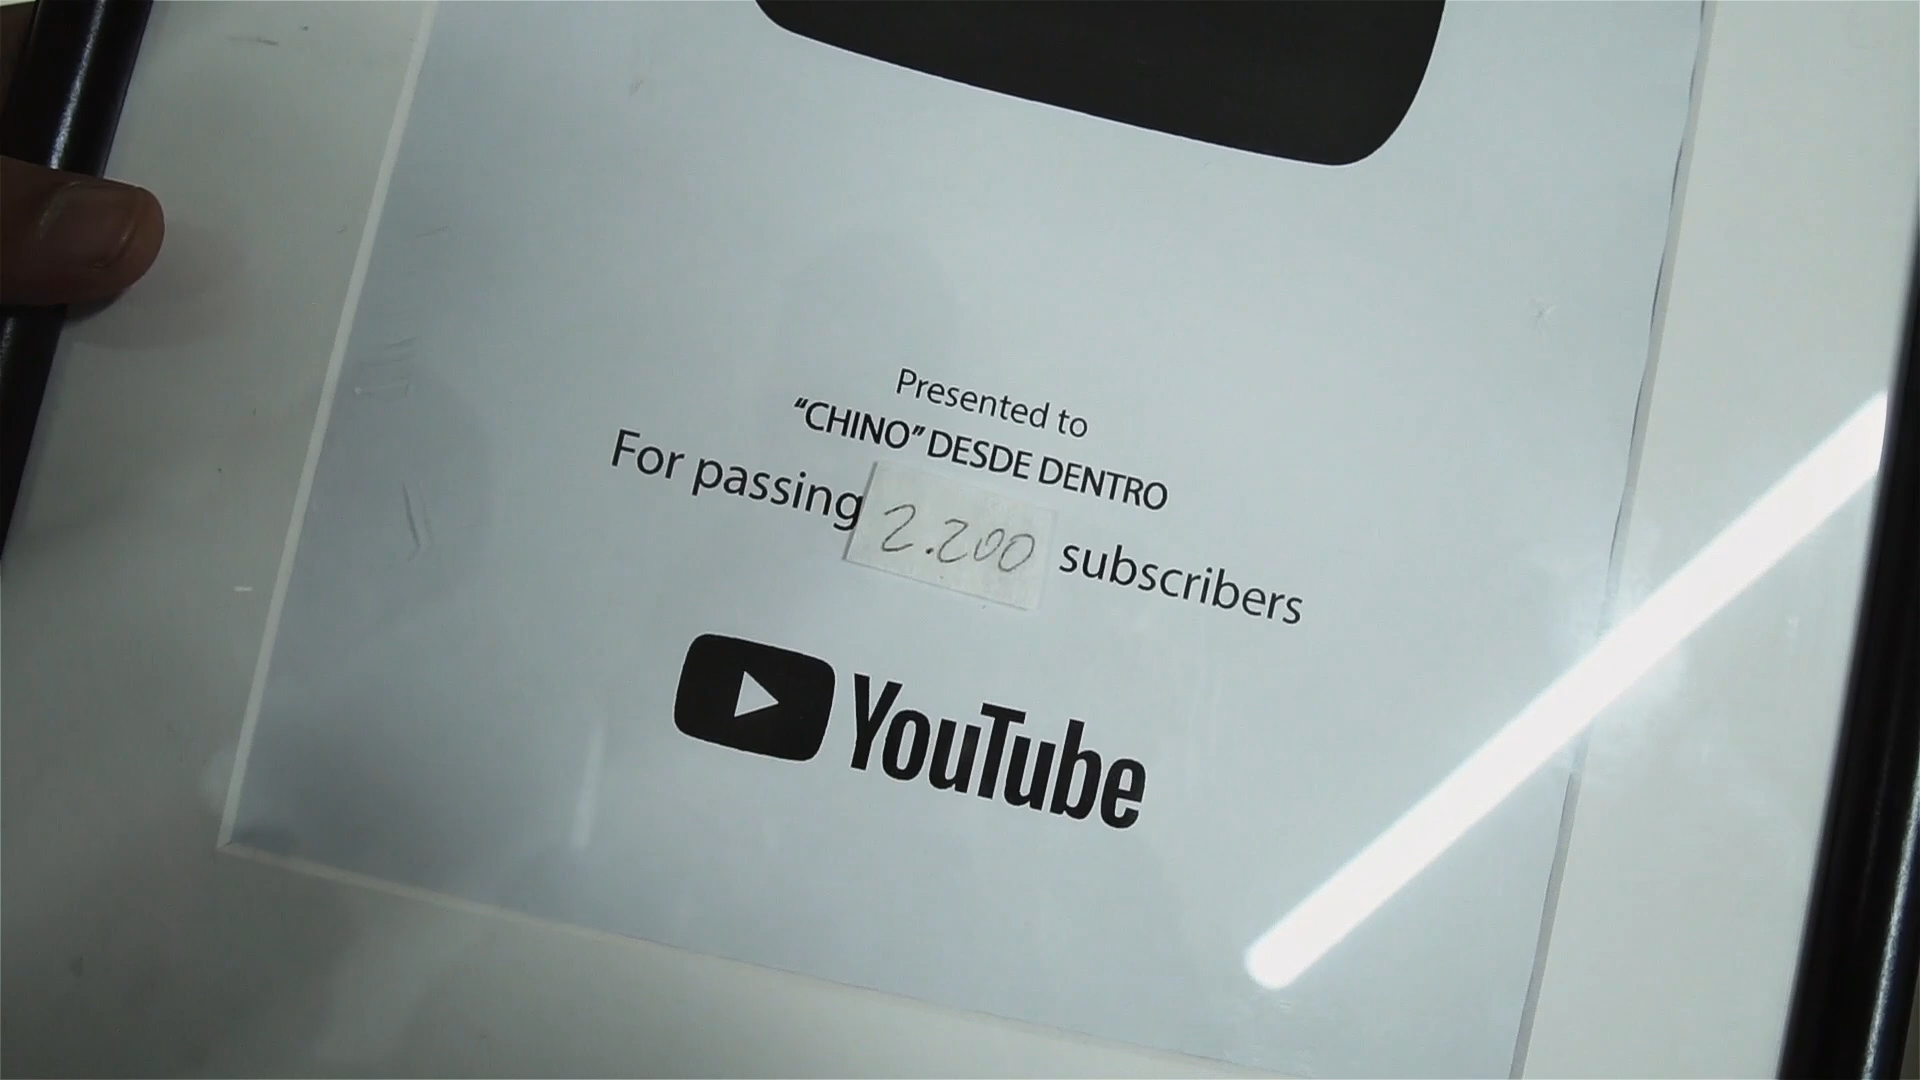 Presented to
“CHINO” DESDE DENTRO
For passing 2.200 subscribers
YouTube